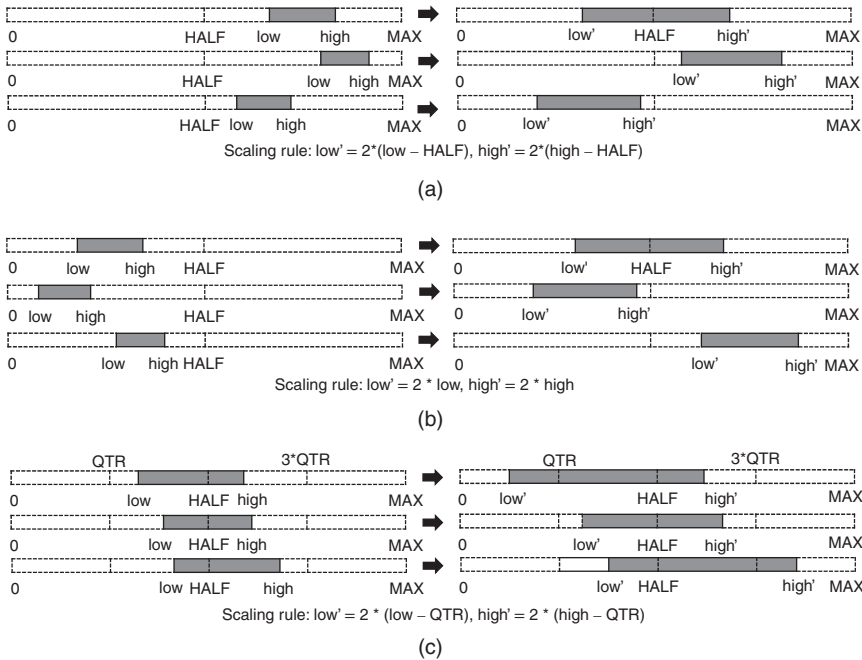 0 HALF low high MAX low' HALF high' MAX
0 HALF low high MAX 0 low' high' MAX
0 HALF low high MAX 0 low' high' MAX
Scaling rule: low' = 2*(low – HALF), high' = 2*(high – HALF)
(a)
0 low high HALF MAX 0 low' HALF high' MAX
0 low high HALF MAX 0 low' high' MAX
0 low high HALF MAX 0 low' high' MAX
Scaling rule: low' = 2 * low, high' = 2 * high
(b)
QTR 3*QTR QTR 3*QTR
0 low HALF high MAX 0 low' HALF high' MAX
0 low HALF high MAX 0 low' HALF high' MAX
0 low HALF high MAX 0 low' HALF high' MAX
Scaling rule: low' = 2 * (low – QTR), high' = 2 * (high – QTR)
(c)